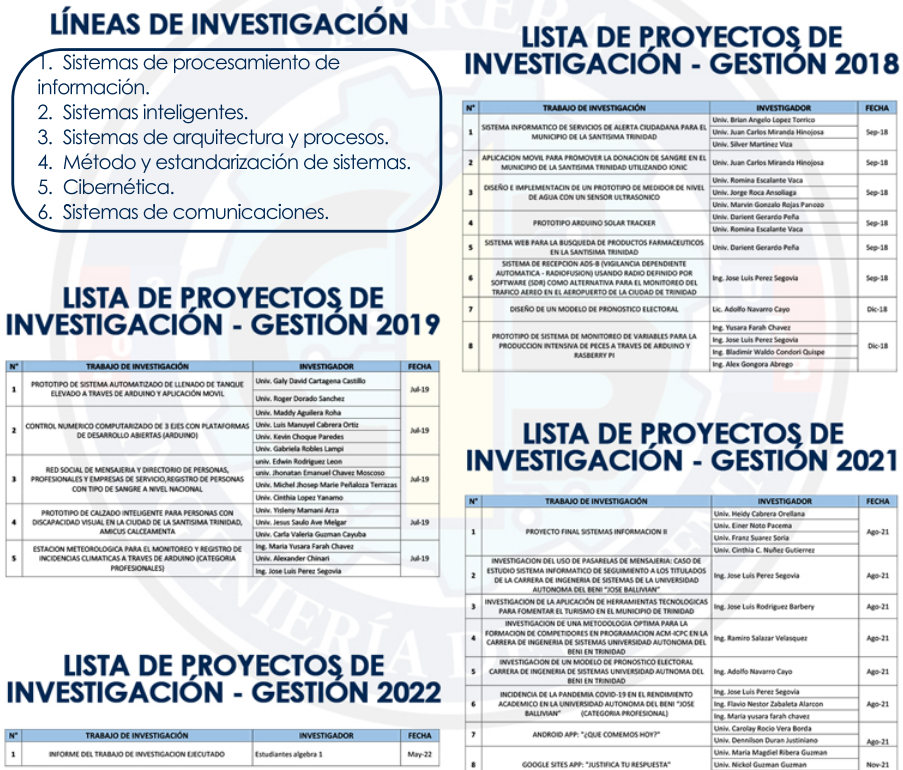 LÍNEAS DE INVESTIGACIÓN
1. Sistemas de procesamiento de
información.
2. Sistemas inteligentes.
3. Sistemas de arquitectura y procesos.
4. Método y estandarización de sistemas.
5. Cibernética.
6. Sistemas de comunicaciones.
LISTA DE PROYECTOS DE
INVESTIGACIÓN - GESTIÓN 2019
N° TRABAJO DE INVESTIGACIÓN INVESTIGADOR FECHA
1 PROTOTIPO DE SISTEMA AUTOMATIZADO DE LLENADO DE TANQUE
ELEVADO A TRAVES DE ARDUINO Y APLICACIÓN MOVIL
Univ. Galy David Cartagena Castillo
Univ. Roger Dorado Sanchez
Jul-19
2 CONTROL NUMERICO COMPUTARIZADO DE 3 EJES CON PLATAFORMAS
DE DESARROLLO ABIERTAS (ARDUINO)
Univ. Maddy Aguilera Roha
Univ. Luis Manuyel Cabrera Ortiz
Univ. Kevin Choque Paredes
Univ. Gabriela Robles Lampi
Jul-19
3 RED SOCIAL DE MENSAJERIA Y DIRECTORIO DE PERSONAS,
PROFESIONALES Y EMPRESAS DE SERVICIO,REGISTRO DE PERSONAS
CON TIPO DE SANGRE A NIVEL NACIONAL
univ. Edwin Rodriguez Leon
univ. Jhonatan Emanuel Chavez Moscoso
Univ. Michel Jhosep Marie Peñaloza Terrazas
Univ. Cinthia Lopez Yanamo
Jul-19
4 PROTOTIPO DE CALZADO INTELIGENTE PARA PERSONAS CON
DISCAPACIDAD VISUAL EN LA CIUDAD DE LA SANTISIMA TRINIDAD,
AMICUS CALCEAMENTA
Univ. Yisleny Mamani Arza
Univ. Jesus Saulo Ave Melgar
Univ. Carla Valeria Guzman Cayuba
Jul-19
5 ESTACION METEOROLOGICA PARA EL MONITOREO Y REGISTRO DE
INCIDENCIAS CLIMATICAS A TRAVES DE ARDUINO (CATEGORIA
PROFESIONALES)
Ing. Maria Yusara Farah Chavez
Univ. Alexander Chinari
Ing. Jose Luis Perez Segovia
Jul-19
LISTA DE PROYECTOS DE
INVESTIGACIÓN - GESTIÓN 2022
N° TRABAJO DE INVESTIGACIÓN INVESTIGADOR FECHA
1 INFORME DEL TRABAJO DE INVESTIGACION EJECUTADO Estudiantes algebra 1 May-22
LISTA DE PROYECTOS DE
INVESTIGACIÓN - GESTIÓN 2018
N° TRABAJO DE INVESTIGACIÓN INVESTIGADOR FECHA
1 SISTEMA INFORMATICO DE SERVICIOS DE ALERTA CIUDADANA PARA EL
MUNICIPIO DE LA SANTISIMA TRINIDAD
Univ. Brian Angelo Lopez Torrico
Univ. Juan Carlos Miranda Hinojosa
Univ. Silver Martinez Viza
Sep-18
2 APLICACION MOVIL PARA PROMOVER LA DONACION DE SANGRE EN EL
MUNICIPIO DE LA SANTISIMA TRINIDAD UTILIZANDO IONIC
Univ. Juan Carlos Miranda Hinojosa
Sep-18
3 DISEÑO E IMPLEMENTACIN DE UN PROTOTIPO DE MEDIDOR DE NIVEL
DE AGUA CON UN SENSOR ULTRASONICO
Univ. Romina Escalante Vaca
Univ. Jorge Roca Ansoliaga
Univ. Marvin Gonzalo Rojas Panozo
Sep-18
4 PROTOTIPO ARDUINO SOLAR TRACKER
Univ. Darient Gerardo Peña
Univ. Romina Escalante Vaca
Sep-18
5 SISTEMA WEB PARA LA BUSQUEDA DE PRODUCTOS FARMACEUTICOS
EN LA SANTISIMA TRINIDAD
Univ. Darient Gerardo Peña
Sep-18
6 SISTEMA DE RECEPCION ADS-B (VIGILANCIA DEPENDIENTE
AUTOMATICA - RADIOFUSION) USANDO RADIO DEFINIDO POR
SOFTWARE (SDR) COMO ALTERNATIVA PARA EL MONITOREO DEL
TRAFICO AEREO EN EL AEROPUERTO DE LA CIUDAD DE TRINIDAD
Ing. Jose Luis Perez Segovia
Sep-18
7 DISEÑO DE UN MODELO DE PRONOSTICO ELECTORAL Lic. Adolfo Navarro Cayo Dic-18
8 PROTOTIPO DE SISTEMA DE MONITOREO DE VARIABLES PARA LA
PRODUCCION INTENSIVA DE PECES A TRAVES DE ARDUINO Y
RASBERRY PI
Ing. Yusara Farah Chavez
Ing. Jose Luis Perez Segovia
Ing. Bladimir Waldo Condori Quispe
Ing. Alex Gongora Abrego
Dic-18
LISTA DE PROYECTOS DE
INVESTIGACIÓN - GESTIÓN 2021
N° TRABAJO DE INVESTIGACIÓN INVESTIGADOR FECHA
1 PROYECTO FINAL SISTEMAS INFORMACION II
Univ. Heidy Cabrera Orellana
Univ. Einer Noto Pacema
Univ. Franz Suarez Soria
Univ. Cinthia C. Nuñez Gutierrez
Ago-21
2 INVESTIGACION DEL USO DE PASARELAS DE MENSAJERIA: CASO DE
ESTUDIO SISTEMA INFORMATICO DE SEGUIMIENTO A LOS TITULADOS
DE LA CARRERA DE INGENERIA DE SISTEMAS DE LA UNIVERSIDAD
AUTONOMA DEL BENI "JOSE BALLIVIAN"
Ing. Jose Luis Perez Segovia
Ago-21
3 INVESTIGACION DE LA APLICACIÓN DE HERRAMIENTAS TECNOLOGICAS
PARA FOMENTAR EL TURISMO EN EL MUNICIPIO DE TRINIDAD
Ing. Jose Luis Rodriguez Barbery
Ago-21
4 INVESTIGACION DE UNA METODOLOGIA OPTIMA PARA LA
FORMACION DE COMPETIDORES EN PROGRAMACION ACM-ICPC EN LA
CARRERA DE INGENERIA DE SISTEMAS UNIVERSIDAD AUTONOMA DEL
BENI EN TRINIDAD
Ing. Ramiro Salazar Velasquez
Ago-21
5 INVESTIGACION DE UN MODELO DE PRONOSTICO ELECTORAL
CARRERA DE INGENERIA DE SISTEMAS UNIVERSIDAD AUTNOMA DEL
BENI EN TRINIDAD
Ing. Adolfo Navarro Cayo
Ago-21
6 INCIDENCIA DE LA PANDEMIA COVID-19 EN EL RENDIMIENTO
ACADEMICO EN LA UNIVERSIDAD AUTONOMA DEL BENI "JOSE
BALLIVIAN" (CATEGORIA PROFESIONAL)
Ing. Jose Luis Perez Segovia
Ing. Flavio Nestor Zabaleta Alarcon
Ing. Maria yusara farah chavez
Ago-21
7 ANDROID APP: "¿QUE COMEMOS HOY?"
Univ. Carolay Rocio Vera Borda
Univ. Dennilson Duran Justiniano
Ago-21
8 GOOGLE SITES APP: "JUSTIFICA TU RESPUESTA"
Univ. Maria Magdiel Ribera Guzman
Univ. Nickol Guzman Guzman
Nov-21